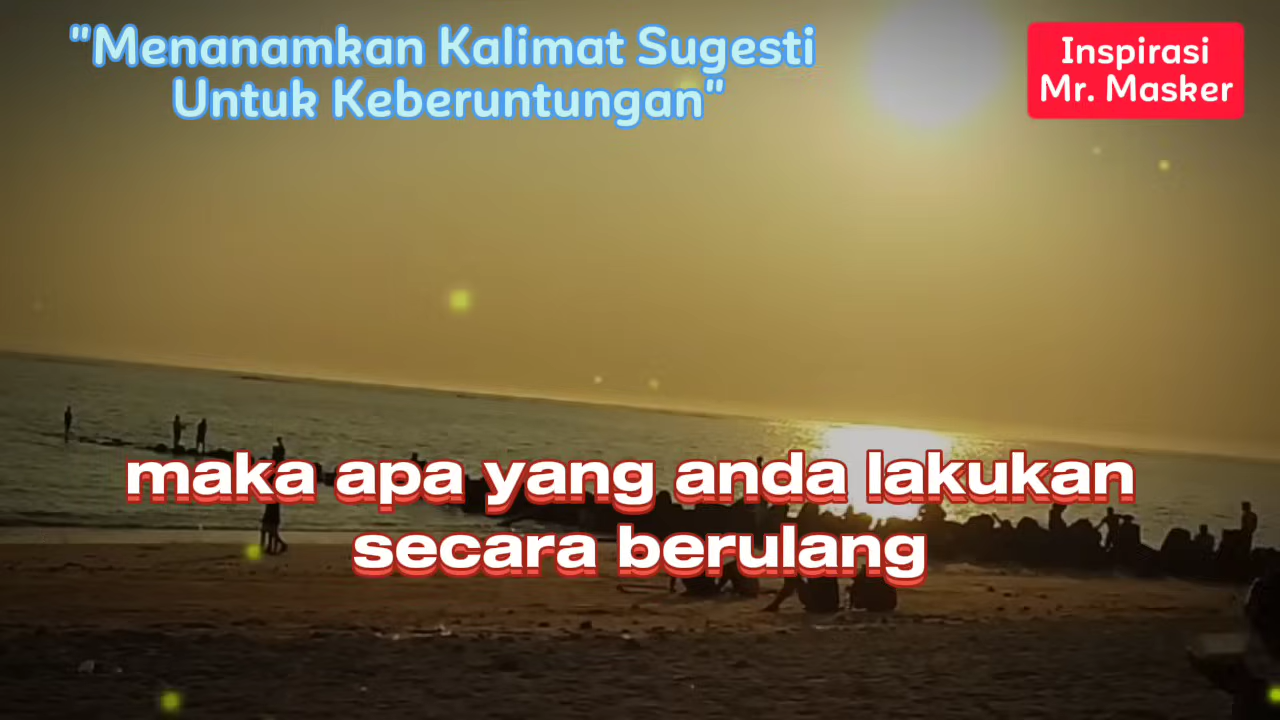 "Menanamkan Kalimat Sugesti
Untuk Keberuntungan"
Inspirasi
Mr. Masker
maka apa yang anda lakukan
secara berulang